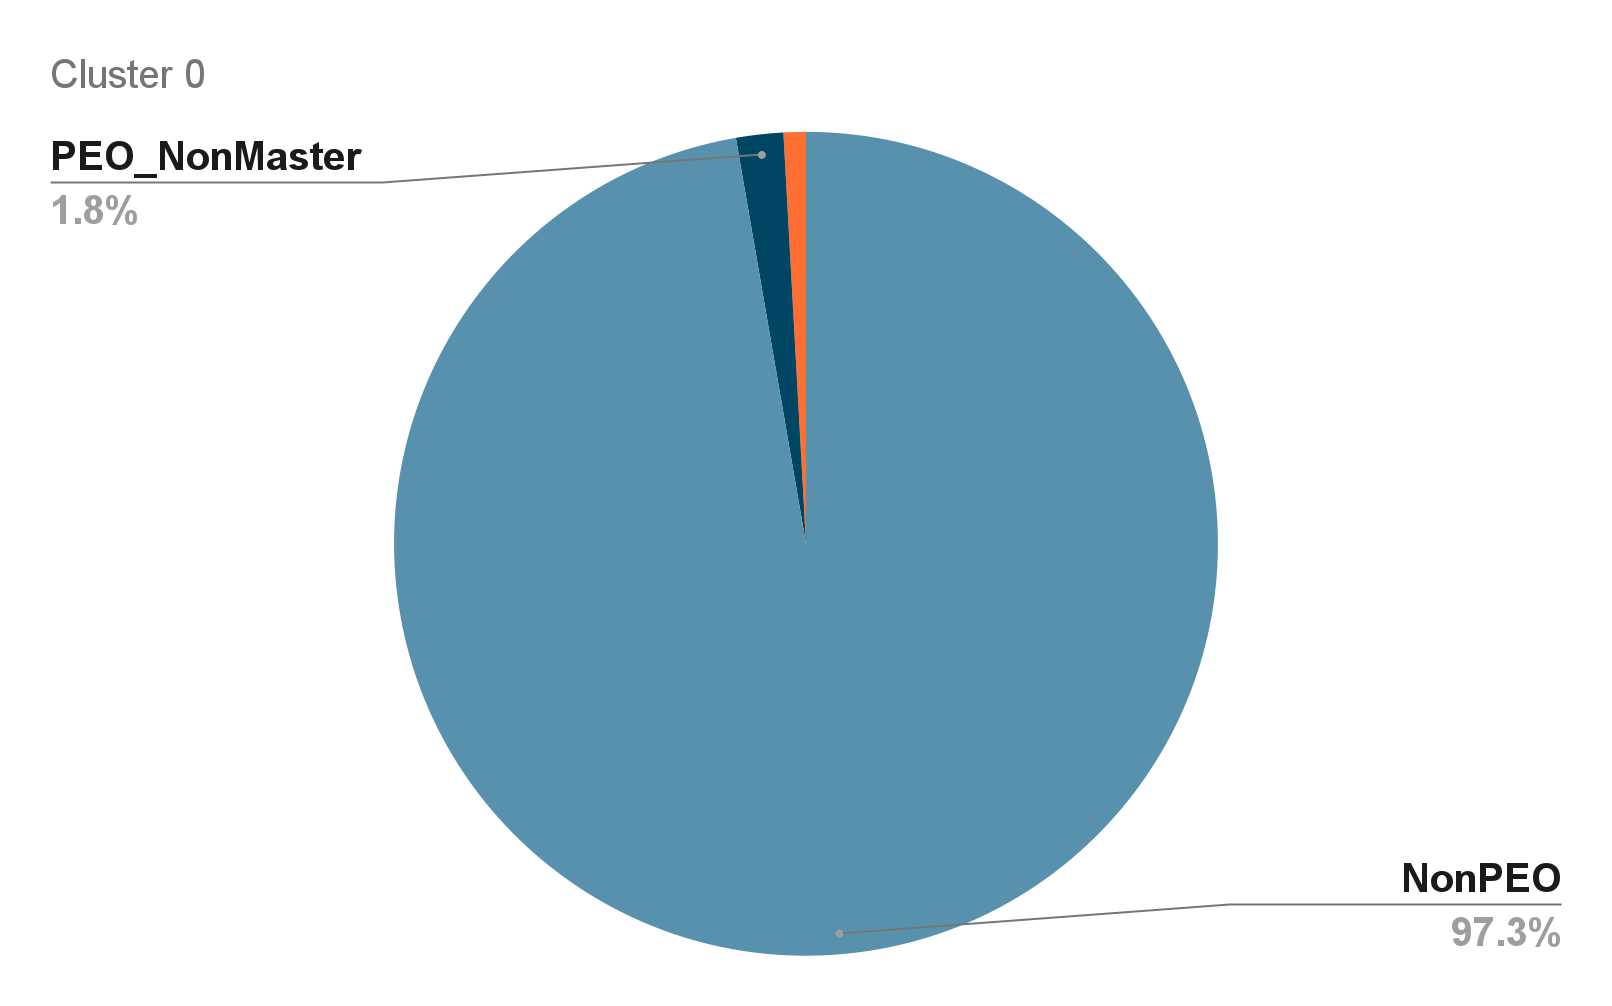 Cluster 0
PEO_NonMaster
1.8%
NonPEO
97.3%